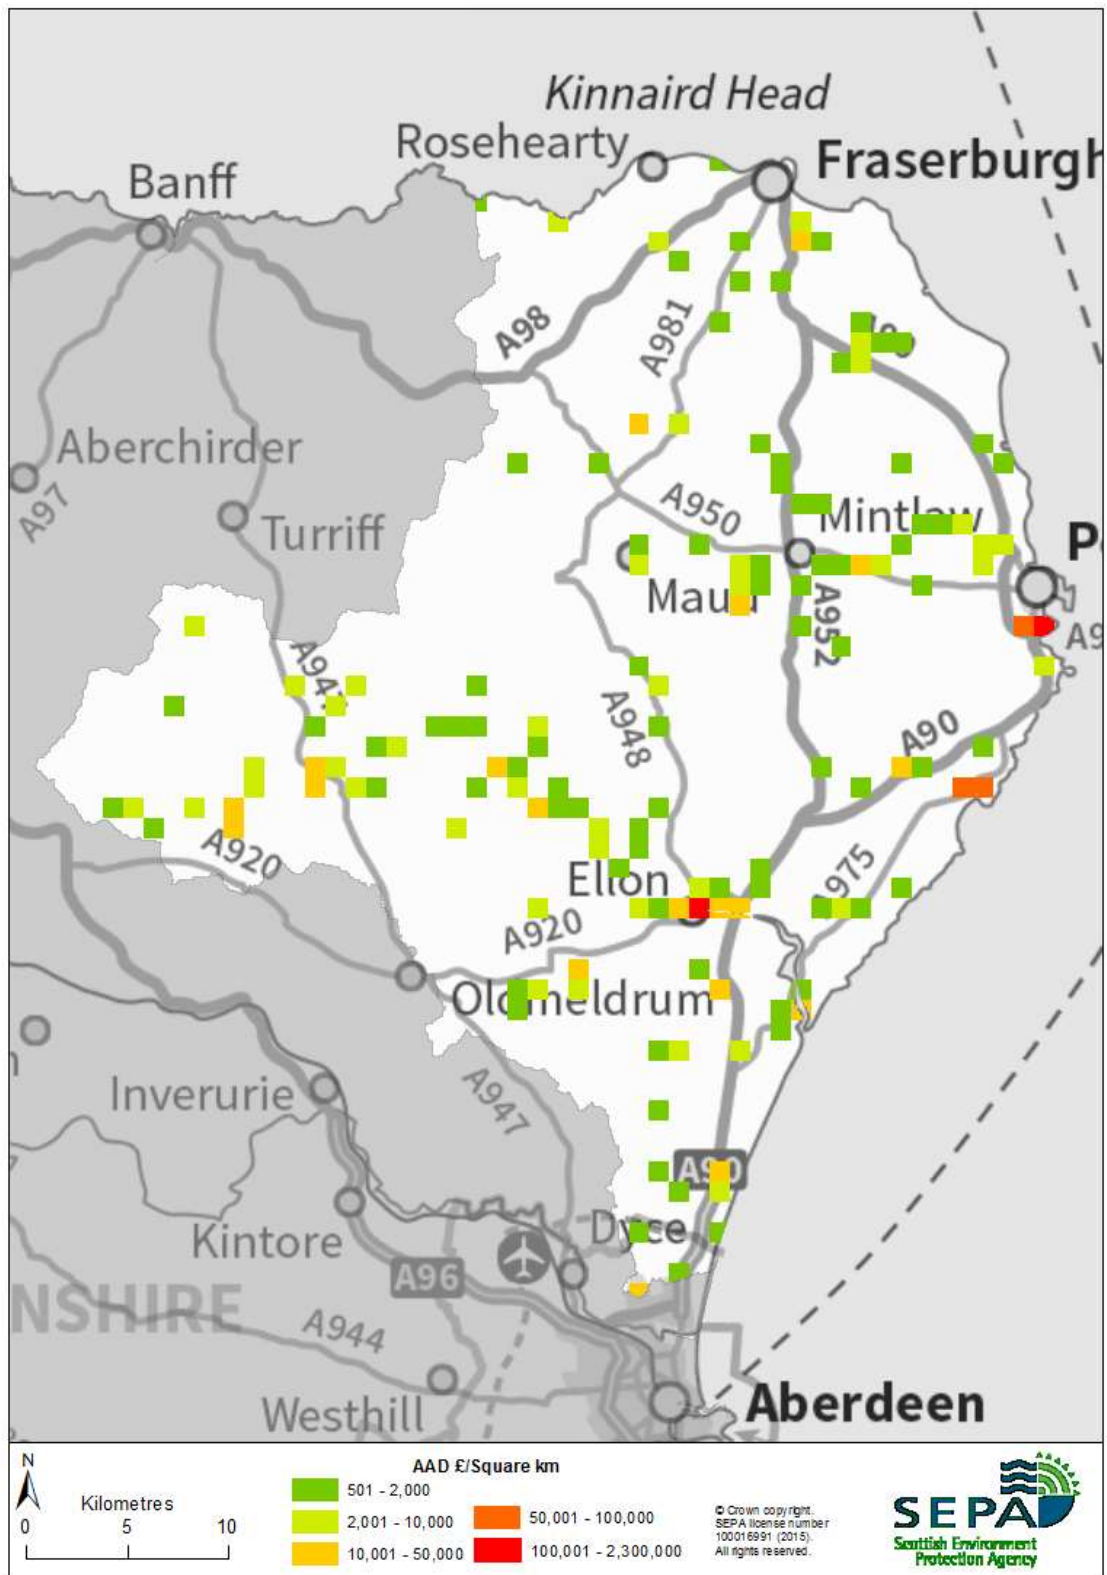 Kinnaird Head
Rosehearty
Fraserburgh
Banff
A98
A981
Aberchirder
A97
Turriff
A950
Mintlaw
Maud
A952
A947
A948
A90
A920
Ellon
A975
A920
Oldmeldrum
Inverurie
A947
A90
Kintore
Dyce
A96
NSHIRE
A944
Westhill
Aberdeen
N
Kilometres
0 5 10
AAD £/Square km
501 - 2,000
2,001 - 10,000
10,001 - 50,000
50,001 - 100,000
100,001 - 2,300,000
© Crown copyright.
SEPA license number
100016991 (2015).
All rights reserved.
SEPA
Scottish Environment
Protection Agency